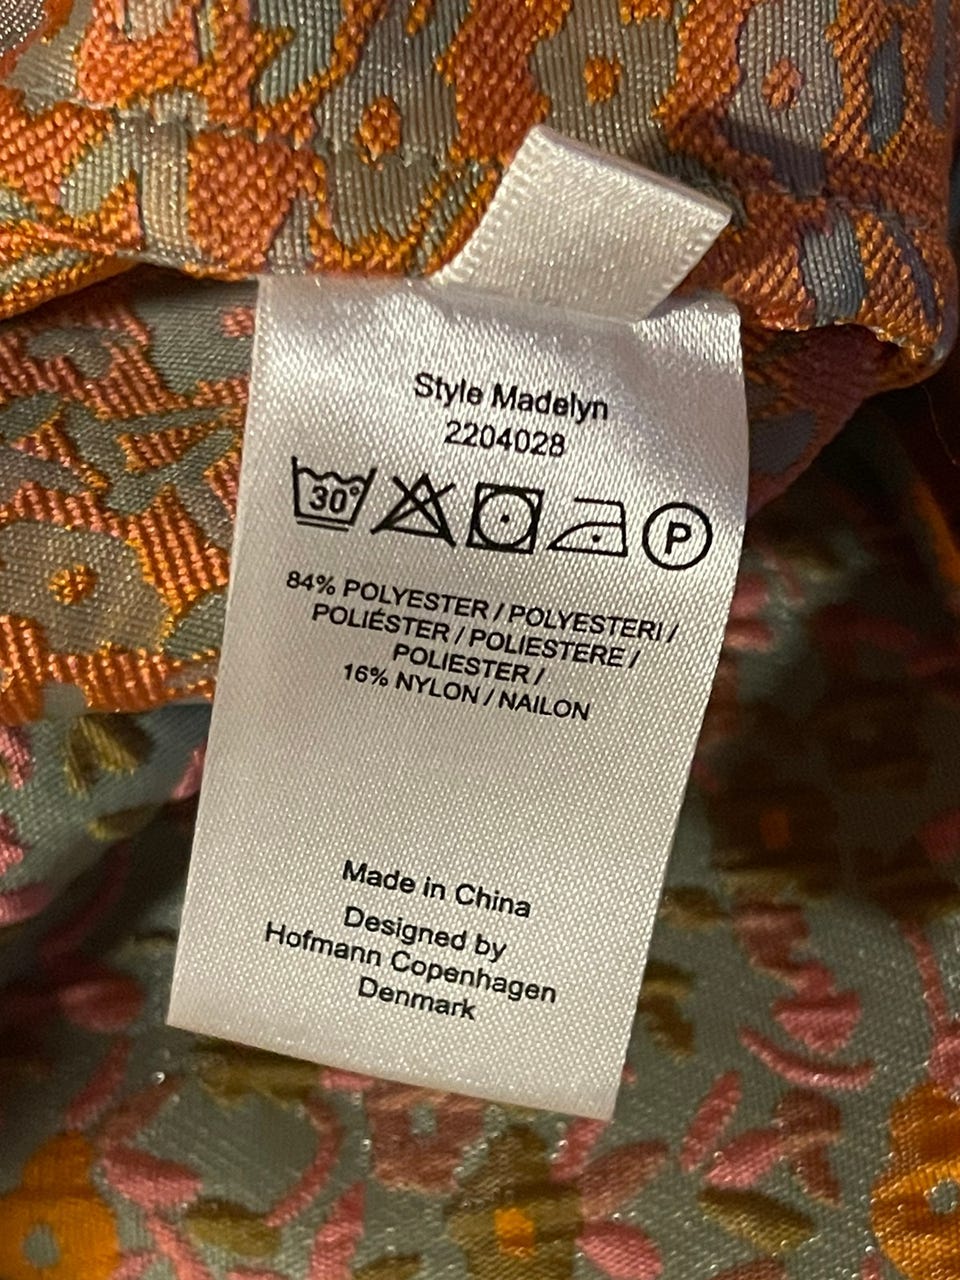 Style Madelyn
2204028
30°
P
84% POLYESTER / POLYESTERI /
POLIÉSTER / POLIESTERE /
POLIESTER /
16% NYLON / NAILON
Made in China
Designed by
Hofmann Copenhagen
Denmark